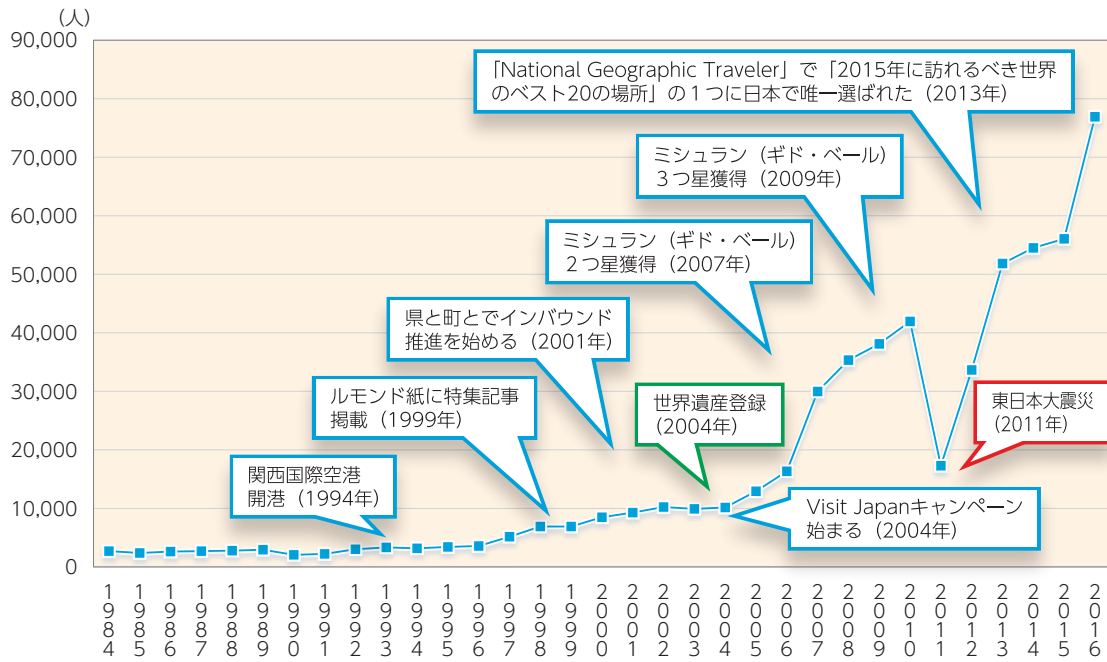 (人)
90,000
80,000
70,000
60,000
50,000
40,000
30,000
20,000
10,000
0
「National Geographic Traveler」で「2015年に訪れるべき世界
のベスト20の場所」の１つに日本で唯一選ばれた（2013年）
ミシュラン（ギド・ベール）
３つ星獲得（2009年）
ミシュラン（ギド・ベール）
２つ星獲得（2007年）
県と町とでインバウンド
推進を始める（2001年）
ルモンド紙に特集記事
掲載（1999年）
関西国際空港
開港（1994年）
世界遺産登録
（2004年）
東日本大震災
（2011年）
Visit Japanキャンペーン
始まる（2004年）
1984
1985
1986
1987
1988
1989
1990
1991
1992
1993
1994
1995
1996
1997
1998
1999
2000
2001
2002
2003
2004
2005
2006
2007
2008
2009
2010
2011
2012
2013
2014
2015
2016